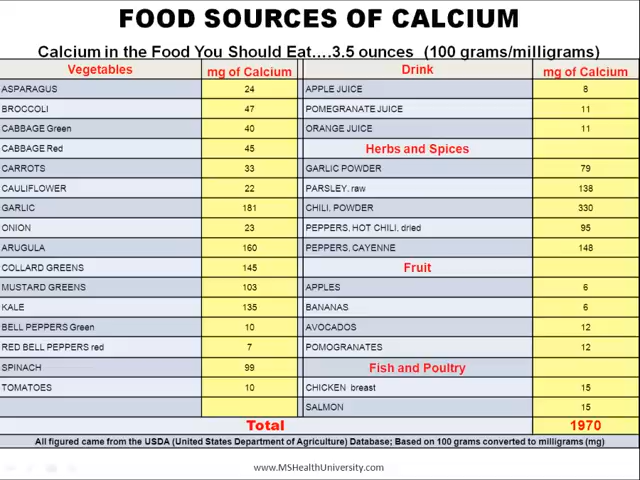 FOOD SOURCES OF CALCIUM
Calcium in the Food You Should Eat....3.5 ounces (100 grams/milligrams)
Vegetables mg of Calcium Drink mg of Calcium
ASPARAGUS 24 APPLE JUICE 8
BROCCOLI 47 POMEGRANATE JUICE 11
CABBAGE Green 40 ORANGE JUICE 11
CABBAGE Red 45 Herbs and Spices
CARROTS 33 GARLIC POWDER 79
CAULIFLOWER 22 PARSLEY, raw 138
GARLIC 181 CHILI, POWDER 330
ONION 23 PEPPERS, HOT CHILI, dried 95
ARUGULA 160 PEPPERS, CAYENNE 148
COLLARD GREENS 145 Fruit
MUSTARD GREENS 103 APPLES 6
KALE 135 BANANAS 6
BELL PEPPERS Green 10 AVOCADOS 12
RED BELL PEPPERS red 7 POMOGRANATES 12
SPINACH 99 Fish and Poultry
TOMATOES 10 CHICKEN breast 15
SALMON 15
Total 1970
All figured came from the USDA (United States Department of Agriculture) Database; Based on 100 grams converted to milligrams (mg)
www.MSHealthUniversity.com